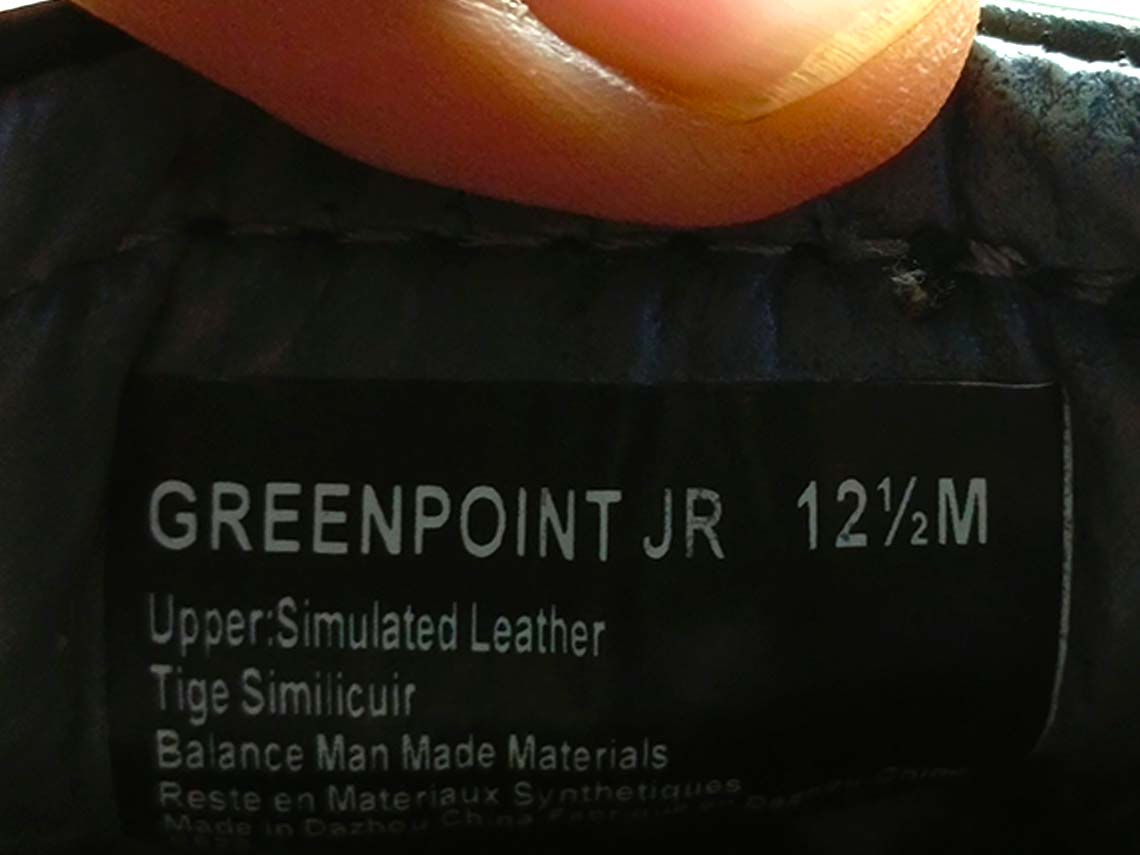 GREENPOINT JR 12½M
Upper:Simulated Leather
Tige Similicuir
Balance Man Made Materials
Reste en Materiaux Synthetiques
Made in Dazhou China